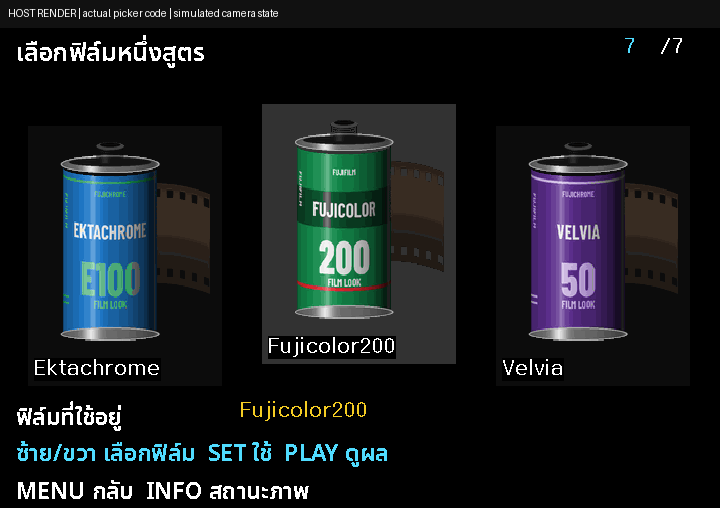 HOST RENDER | actual picker code | simulated camera state
เลือกฟิล์มหนึ่งสูตร
7 /7
FUJICHROME
EKTACHROME
E100
FILM LOOK
Ektachrome
FUJIFILM
FUJICOLOR
200
FILM LOOK
Fujicolor200
FUJICHROME
VELVIA
50
FILM LOOK
Velvia
ฟิล์มที่ใช้อยู่ Fujicolor200
ซ้าย/ขวา เลือกฟิล์ม SET ใช้ PLAY ดูผล
MENU กลับ INFO สถานะภาพ